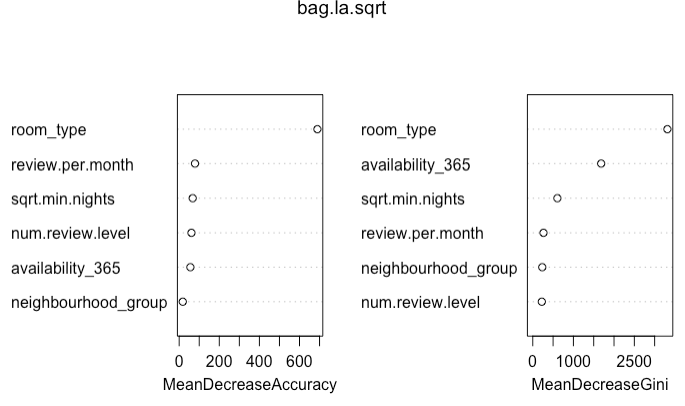 bag.la.sqrt
room_type
review.per.month
sqrt.min.nights
num.review.level
availability_365
neighbourhood_group
0 200 400 600
MeanDecreaseAccuracy
room_type
availability_365
sqrt.min.nights
review.per.month
neighbourhood_group
num.review.level
0 1000 2500
MeanDecreaseGini